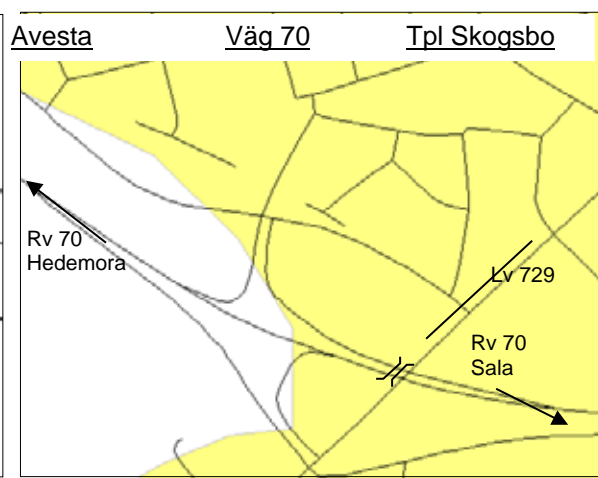 Avesta Väg 70 Tpl Skogsbo
Rv 70
Hedemora
Lv 729
Rv 70
Sala